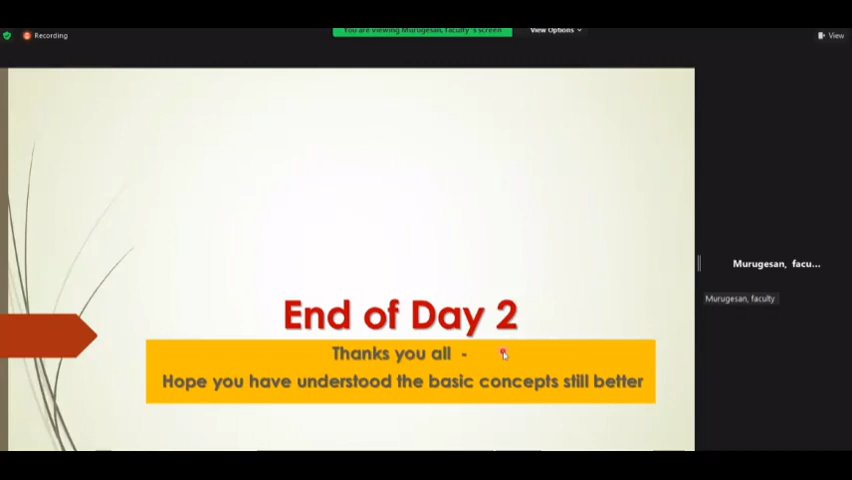 Recording
You are viewing Murugesan, faculty 's screen
View Options
View
Murugesan, facu...
Murugesan, faculty
End of Day 2
Thanks you all -
Hope you have understood the basic concepts still better